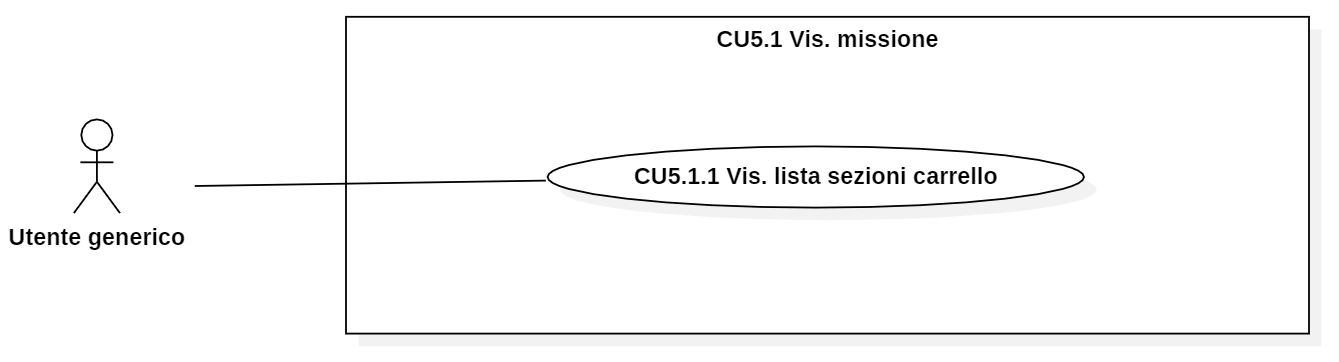 CU5.1 Vis. missione
CU5.1.1 Vis. lista sezioni carrello
Utente generico